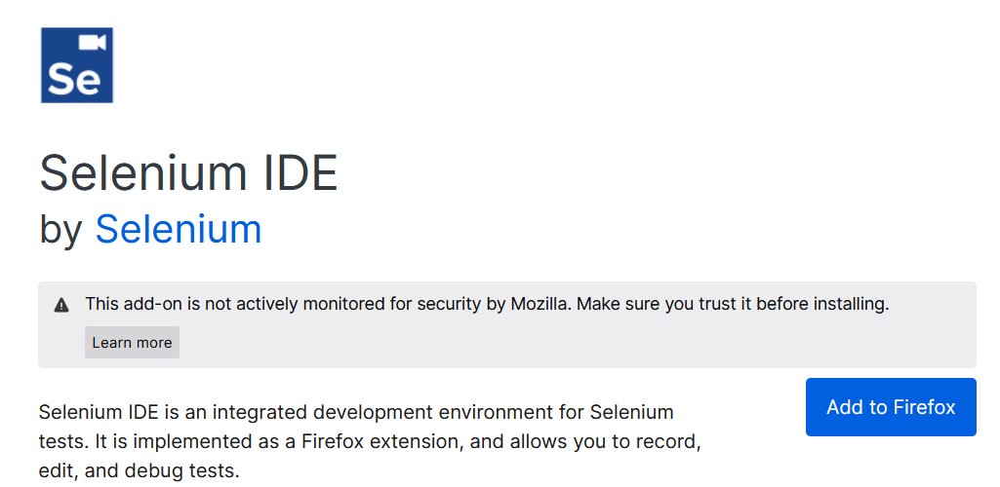 Se
Selenium IDE
by Selenium
This add-on is not actively monitored for security by Mozilla. Make sure you trust it before installing.
Learn more
Selenium IDE is an integrated development environment for Selenium
tests. It is implemented as a Firefox extension, and allows you to record,
edit, and debug tests.
Add to Firefox